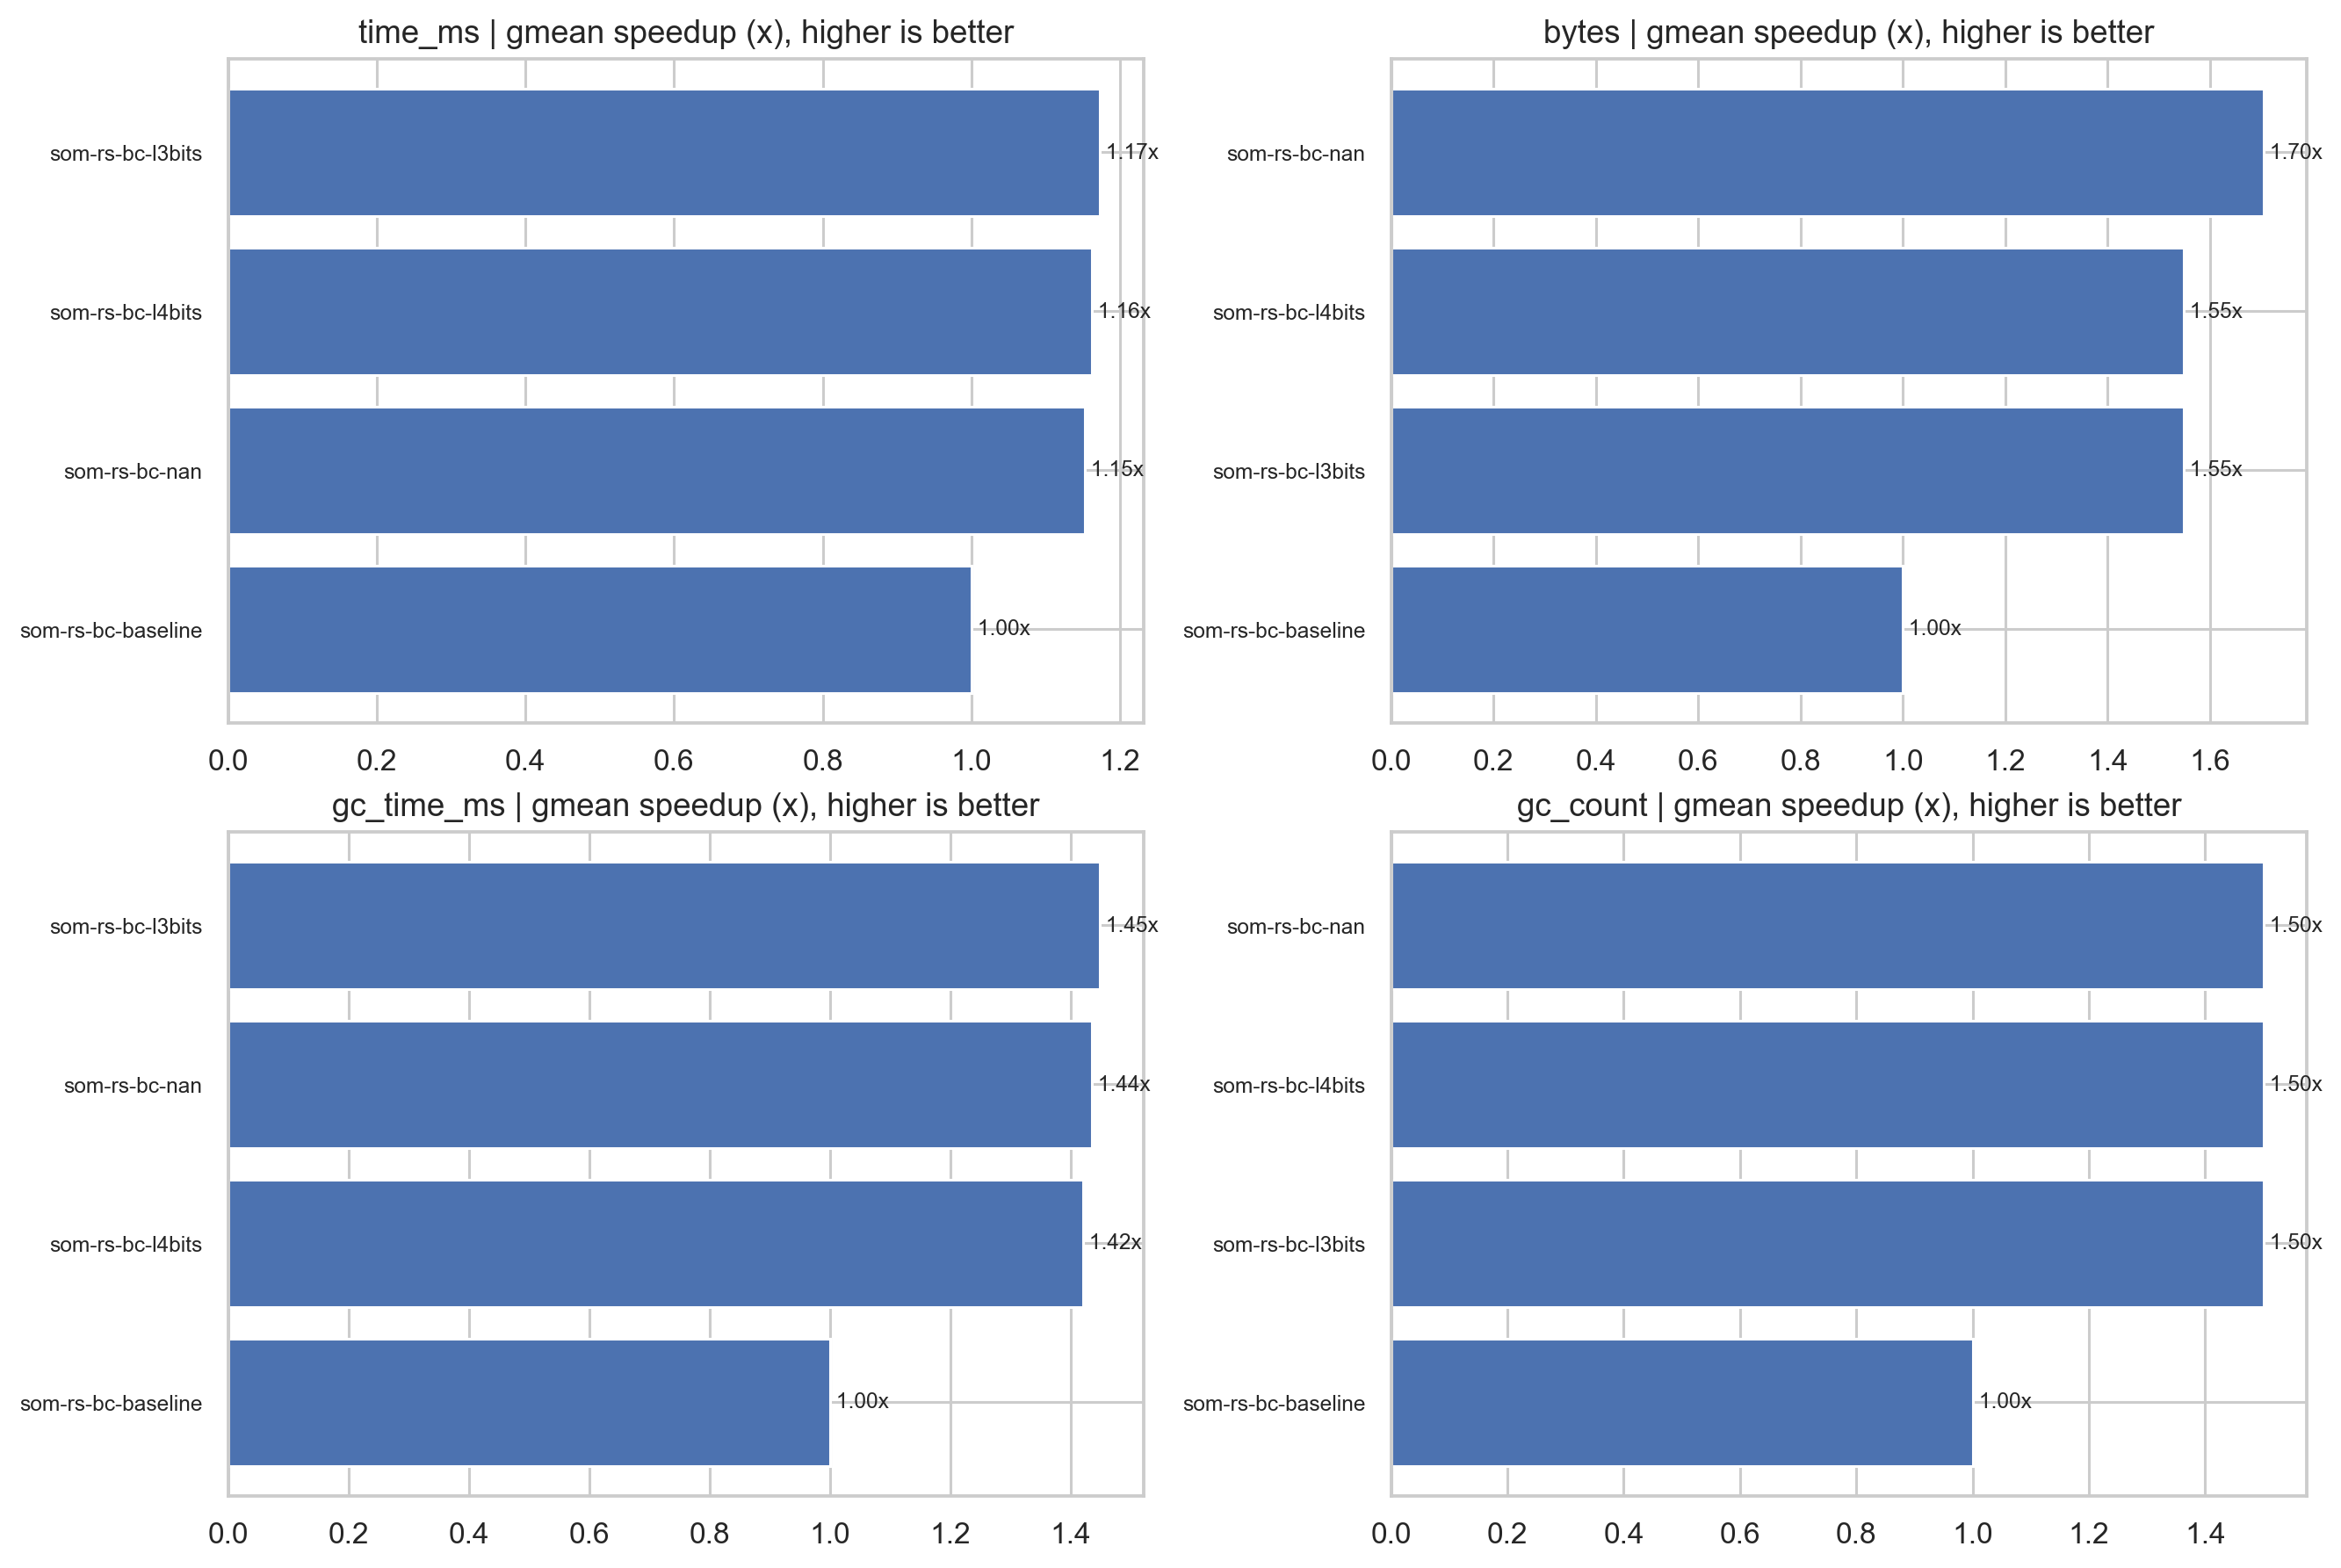 time_ms | gmean speedup (x), higher is better
som-rs-bc-l3bits
1.17x
som-rs-bc-l4bits
1.16x
som-rs-bc-nan
1.15x
som-rs-bc-baseline
1.00x
0.0 0.2 0.4 0.6 0.8 1.0 1.2
bytes | gmean speedup (x), higher is better
som-rs-bc-nan
1.70x
som-rs-bc-l4bits
1.55x
som-rs-bc-l3bits
1.55x
som-rs-bc-baseline
1.00x
0.0 0.2 0.4 0.6 0.8 1.0 1.2 1.4 1.6
gc_time_ms | gmean speedup (x), higher is better
som-rs-bc-l3bits
1.45x
som-rs-bc-nan
1.44x
som-rs-bc-l4bits
1.42x
som-rs-bc-baseline
1.00x
0.0 0.2 0.4 0.6 0.8 1.0 1.2 1.4
gc_count | gmean speedup (x), higher is better
som-rs-bc-nan
1.50x
som-rs-bc-l4bits
1.50x
som-rs-bc-l3bits
1.50x
som-rs-bc-baseline
1.00x
0.0 0.2 0.4 0.6 0.8 1.0 1.2 1.4